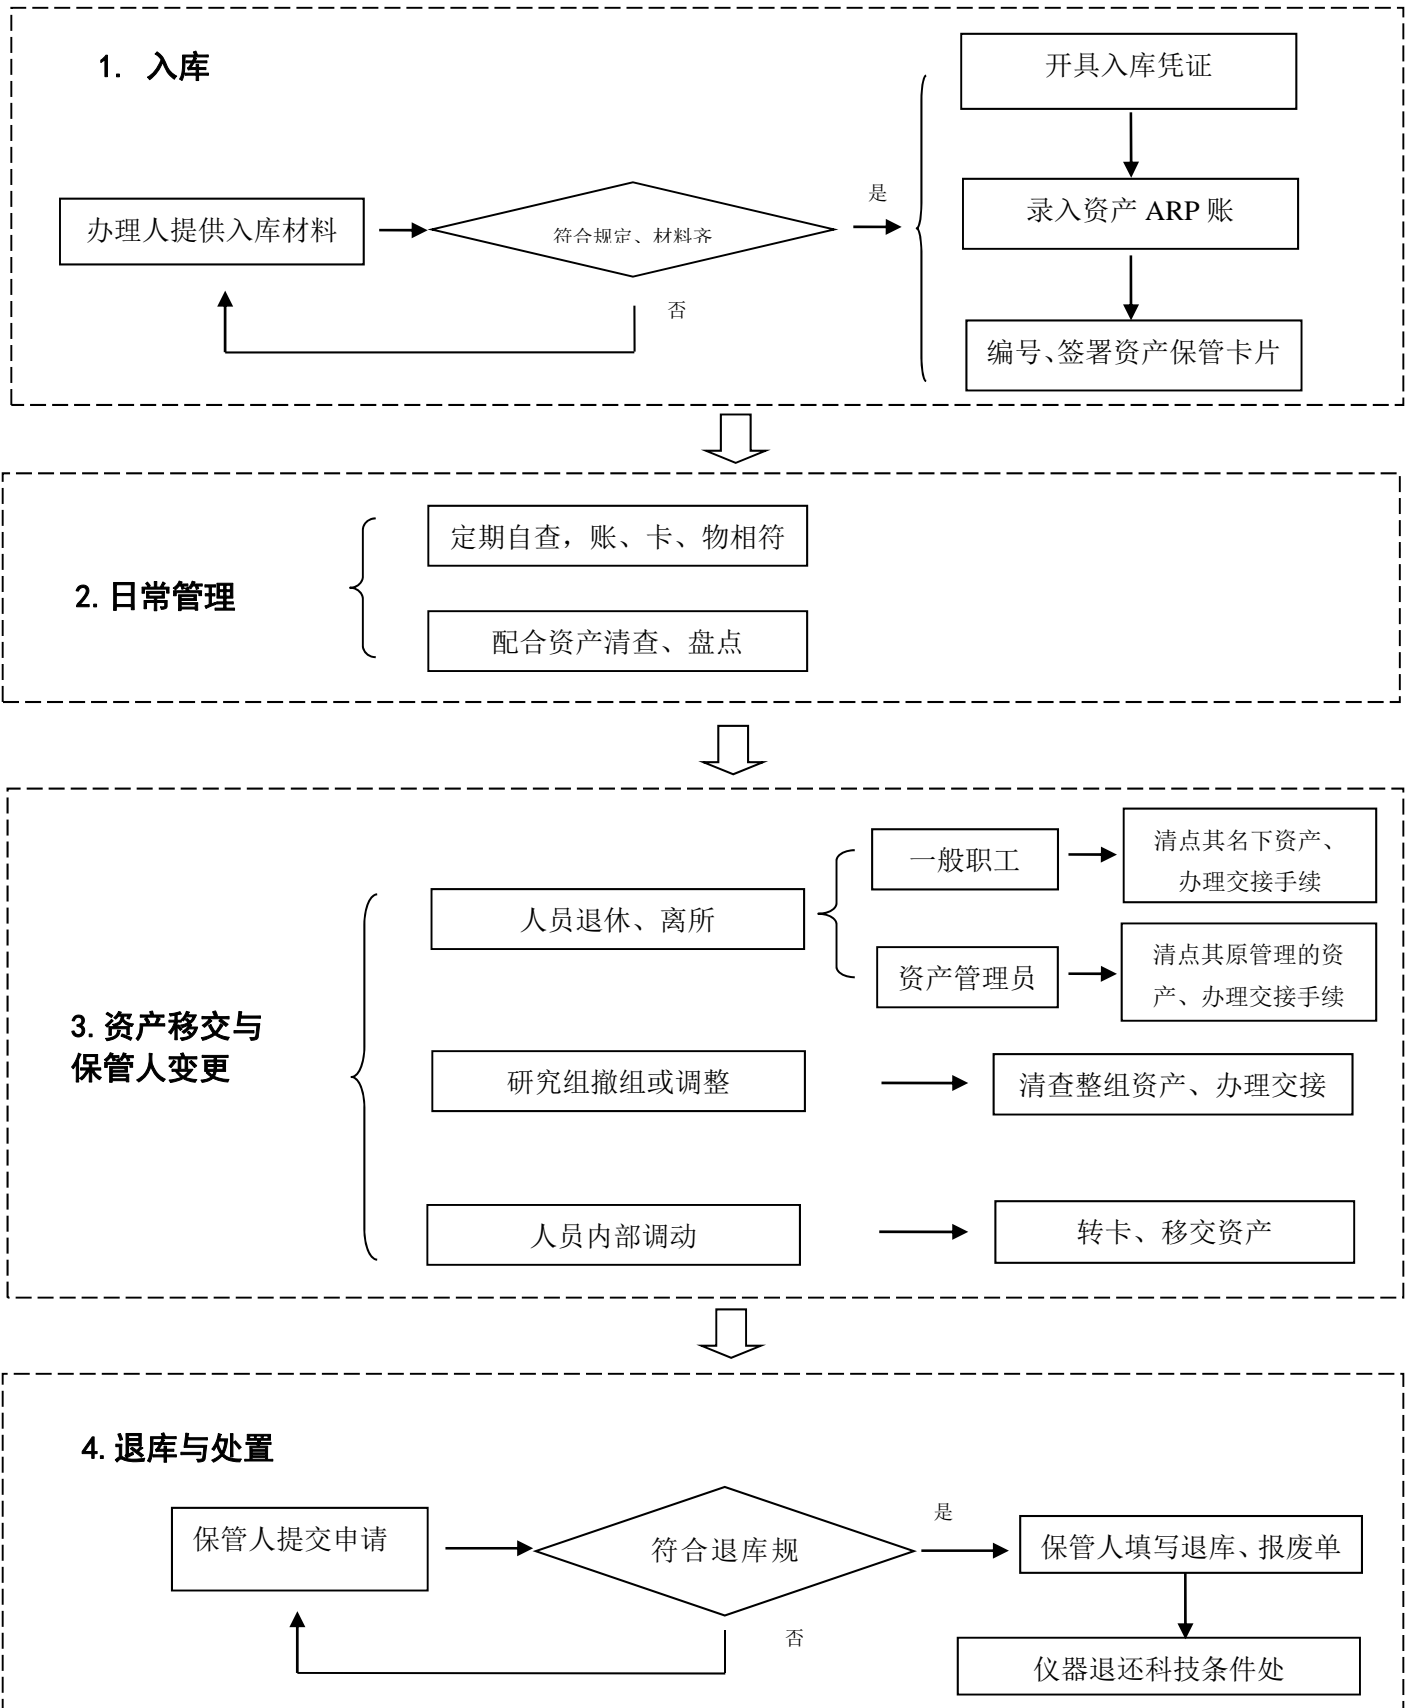 1. 入库
开具入库凭证
办理人提供入库材料
符合规定、材料齐
是
否
录入资产 ARP 账
编号、签署资产保管卡片
2.日常管理
定期自查，账、卡、物相符
配合资产清查、盘点
3.资产移交与
保管人变更
人员退休、离所
一般职工
清点其名下资产、
办理交接手续
资产管理员
清点其原管理的资
产、办理交接手续
研究组撤组或调整
清查整组资产、办理交接
人员内部调动
转卡、移交资产
4.退库与处置
保管人提交申请
符合退库规
是
否
保管人填写退库、报废单
仪器退还科技条件处